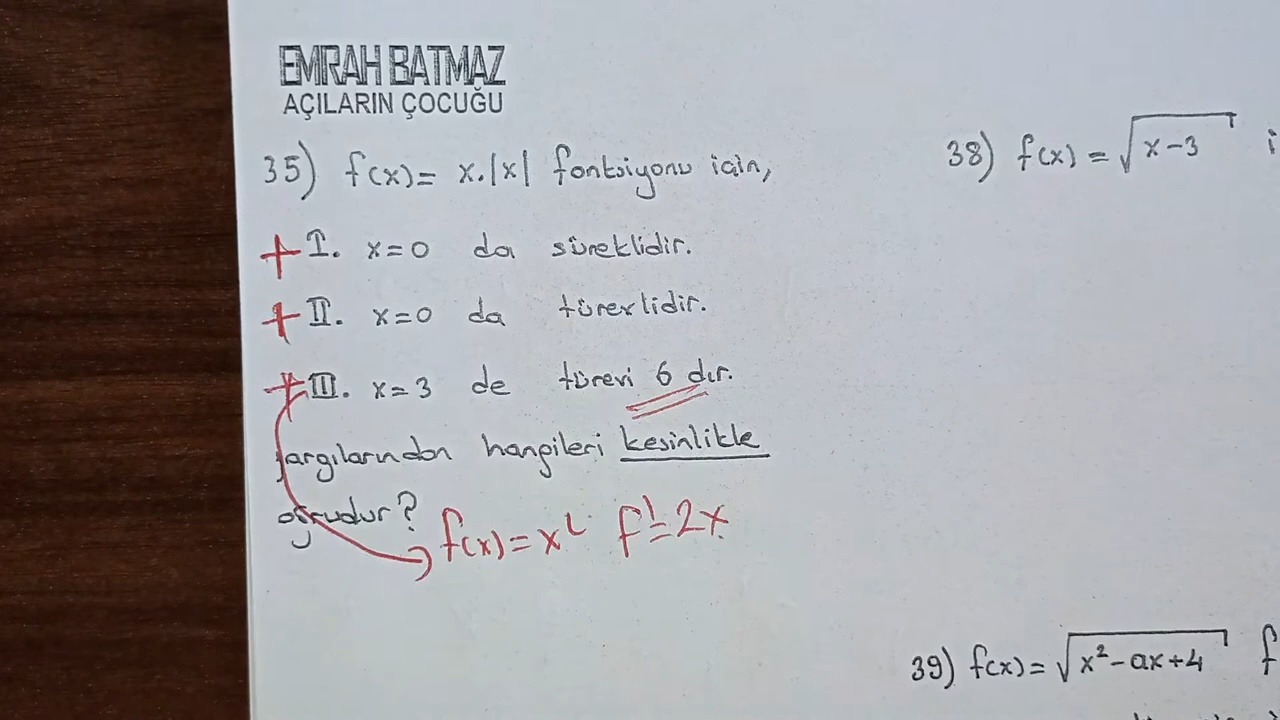 EMRAH BATMAZ
AÇILARIN ÇOCUĞU
35) f(x) = x.|x| fonksiyonu için,
+ I. x=0 da süreklidir.
+ II. x=0 da türevlidir.
+ III. x=3 de türevi 6 dır.
yargılarından hangileri kesinlikle
doğrudur?
f(x) = x² f' = 2x
38) f(x) = √x-3 i
39) f(x) = √x²-ax+4 f